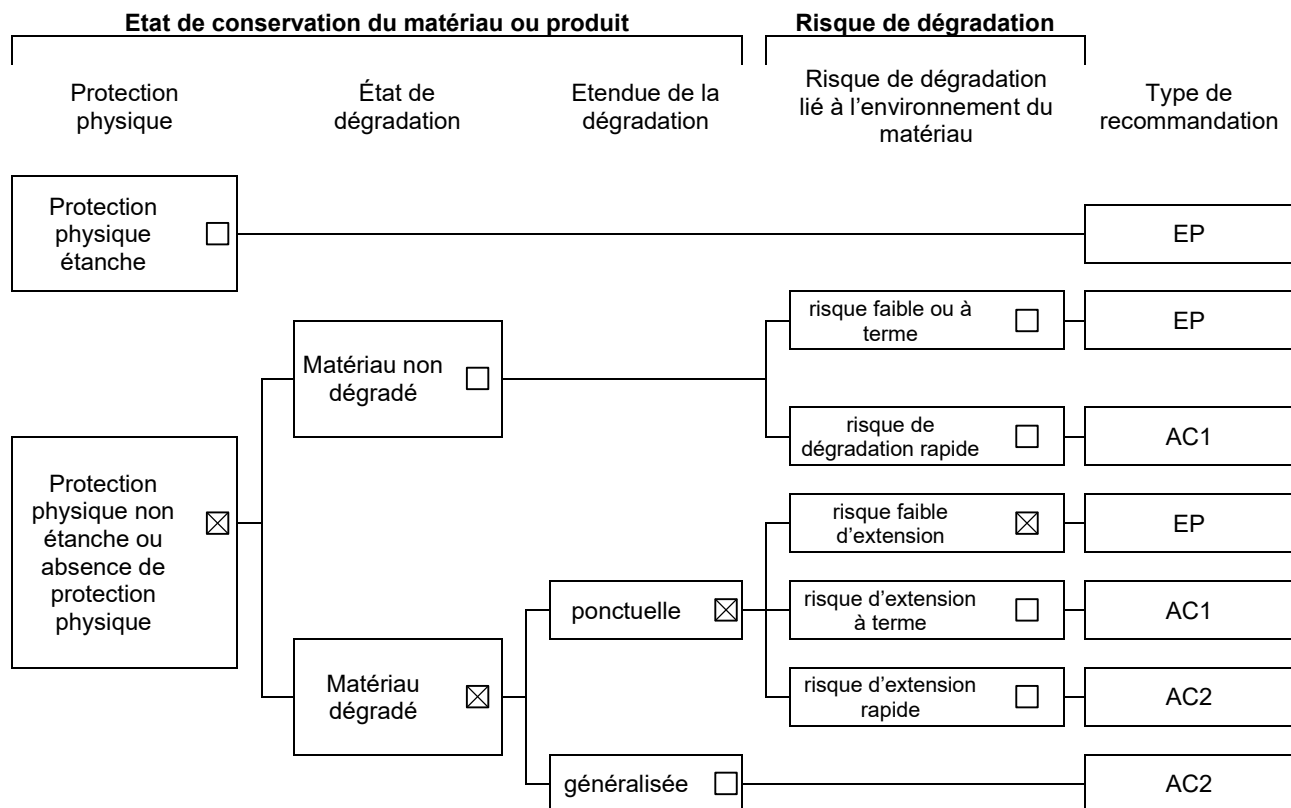 Etat de conservation du matériau ou produit
Risque de dégradation
Protection
physique
État de
dégradation
Etendue de la
dégradation
Risque de dégradation
lié à l'environnement du
matériau
Type de
recommandation
Protection
physique
étanche
EP
risque faible ou à
terme
EP
Matériau non
dégradé
risque de
dégradation rapide
AC1
Protection
physique non
étanche ou
absence de
protection
physique
risque faible
d'extension
EP
ponctuelle
risque d'extension
à terme
AC1
Matériau
dégradé
risque d'extension
rapide
AC2
généralisée
AC2